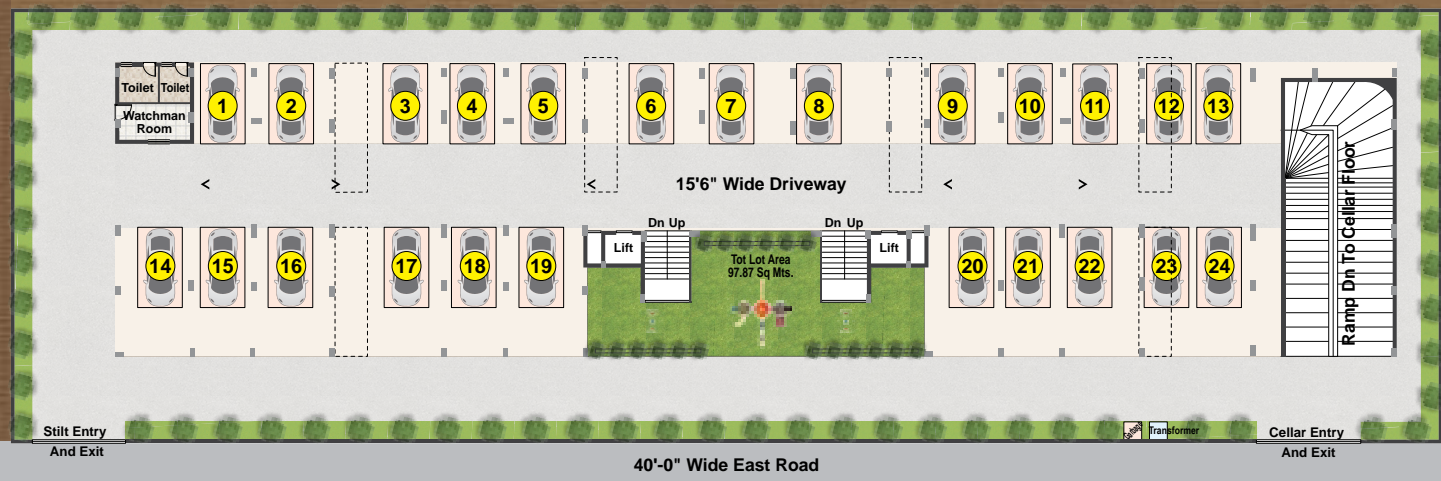 Toilet Toilet
Watchman
Room
1 2 3 4 5 6 7 8 9 10 11 12 13
< > < 15'6" Wide Driveway < >
Dn Up Dn Up
Lift Lift
Tot Lot Area
97.87 Sq Mts.
14 15 16 17 18 19 20 21 22 23 24
Ramp Dn To Cellar Floor
Stilt Entry
And Exit
Garbage
Transformer
Cellar Entry
And Exit
40'-0" Wide East Road